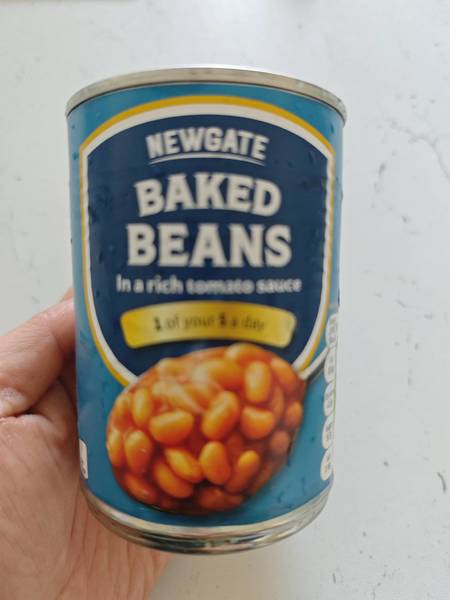 NEWGATE
BAKED
BEANS
In a rich tomato sauce
1 of your 5 a day